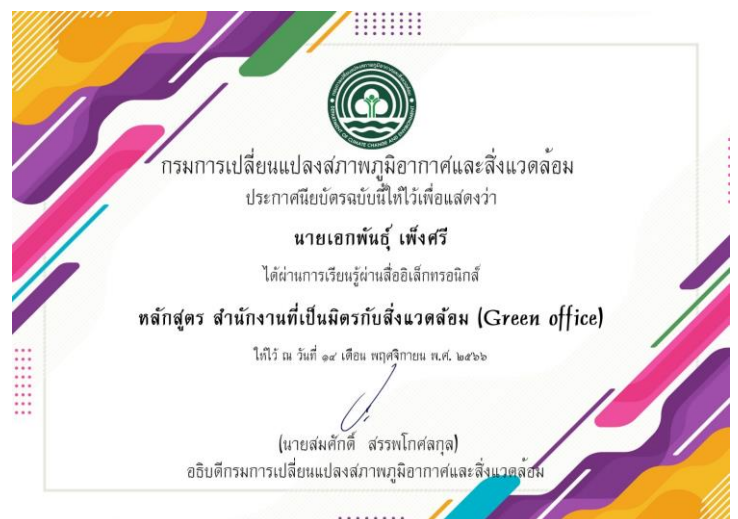 DEPARTMENT OF CLIMATE CHANGE AND ENVIRONMENT
กรมการเปลี่ยนแปลงสภาพภูมิอากาศและสิ่งแวดล้อม
ประกาศนียบัตรฉบับนี้ให้ไว้เพื่อแสดงว่า
นายเอกพันธุ์ เพ็งศรี
ได้ผ่านการเรียนรู้ผ่านสื่ออิเล็กทรอนิกส์
หลักสูตร สำนักงานที่เป็นมิตรกับสิ่งแวดล้อม (Green office)
ให้ไว้ ณ วันที่ ๑๔ เดือน พฤศจิกายน พ.ศ. ๒๕๖๖
(นายสมศักดิ์ สรรพโกศลกุล)
อธิบดีกรมการเปลี่ยนแปลงสภาพภูมิอากาศและสิ่งแวดล้อม